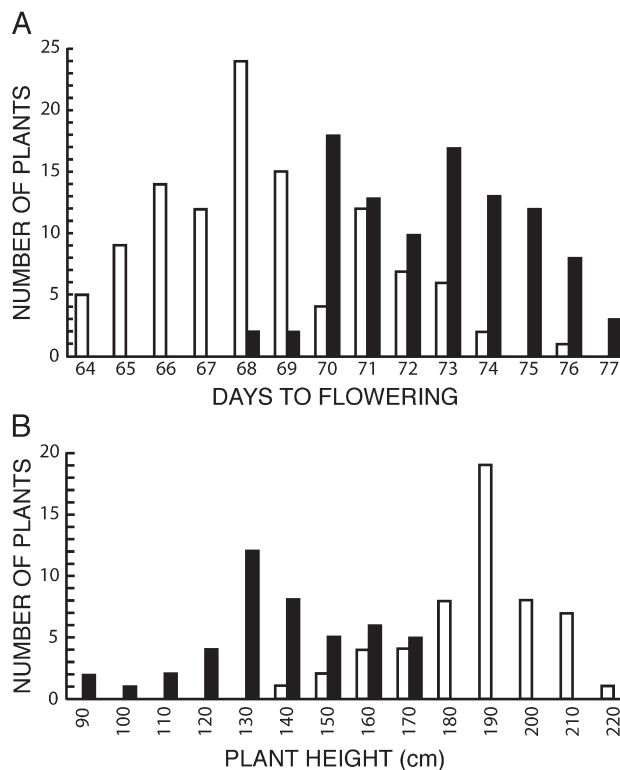 A
NUMBER OF PLANTS
25
20
15
10
5
0
64 65 66 67 68 69 70 71 72 73 74 75 76 77
DAYS TO FLOWERING
B
NUMBER OF PLANTS
20
15
10
5
0
90 100 110 120 130 140 150 160 170 180 190 200 210 220
PLANT HEIGHT (cm)